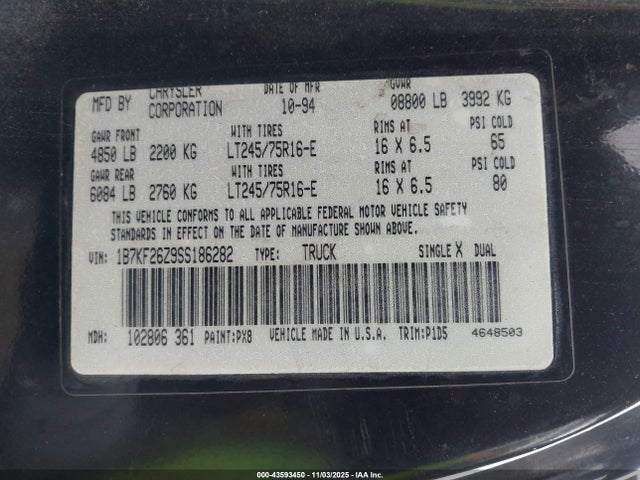 MFD BY CHRYSLER CORPORATION DATE OF MFR 10-94 GVWR 08800 LB 3992 KG
GAWR FRONT WITH TIRES RIMS AT PSI COLD
4850 LB 2200 KG LT245/75R16-E 16 X 6.5 65
GAWR REAR WITH TIRES RIMS AT PSI COLD
6084 LB 2760 KG LT245/75R16-E 16 X 6.5 80
THIS VEHICLE CONFORMS TO ALL APPLICABLE FEDERAL MOTOR VEHICLE SAFETY
STANDARDS IN EFFECT ON THE DATE OF MANUFACTURE SHOWN ABOVE.
VIN: 1B7KF26Z9SS186282 TYPE: TRUCK SINGLE X DUAL
MDH: 102806 361 PAINT:PX8 VEHICLE MADE IN U.S.A. TRIM:P1D5 4648503
000-43593450 - 11/03/2025 - IAA Inc.